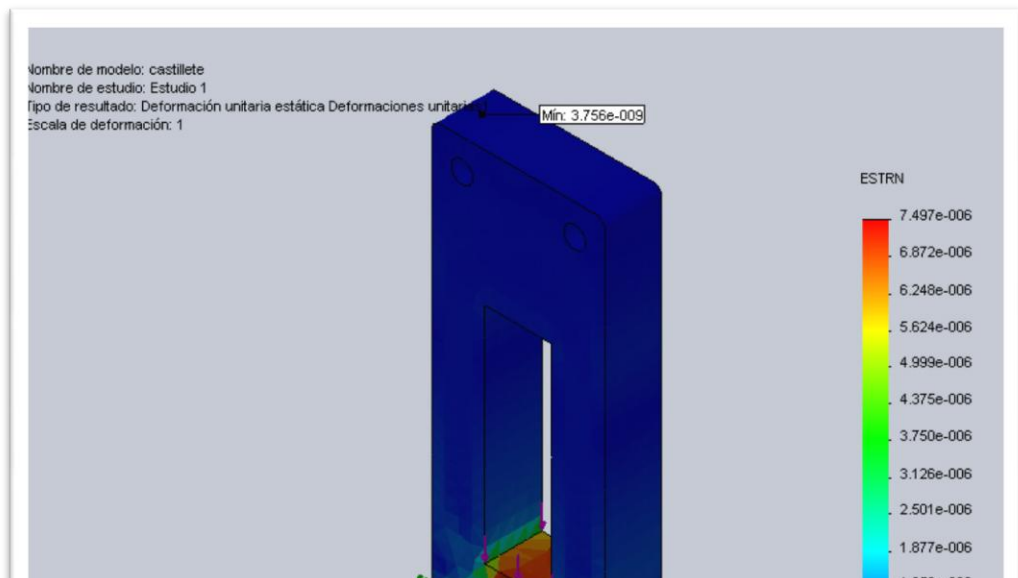 Nombre de modelo: castillete
Nombre de estudio: Estudio 1
Tipo de resultado: Deformación unitaria estática Deformaciones unitarias1
Escala de deformación: 1
Mín: 3.756e-009
ESTRN
7.497e-006
6.872e-006
6.248e-006
5.624e-006
4.999e-006
4.375e-006
3.750e-006
3.126e-006
2.501e-006
1.877e-006